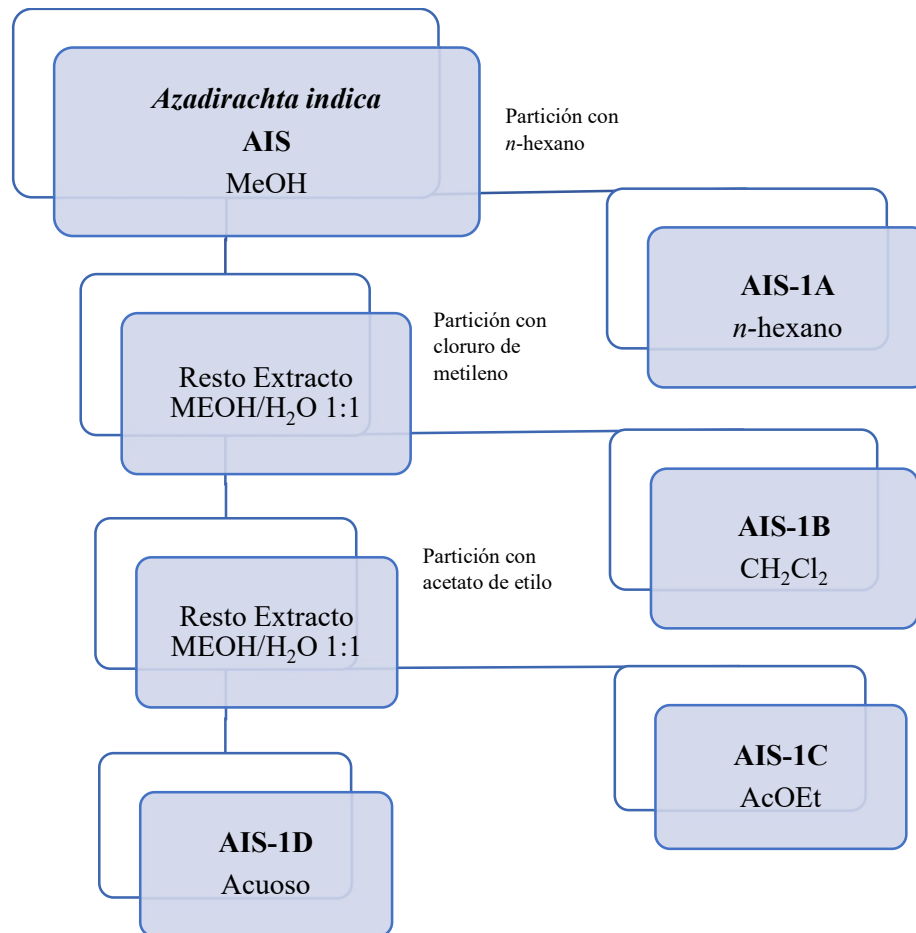 Azadirachta indica
AIS
MeOH
Partición con
n-hexano
AIS-1A
n-hexano
Resto Extracto
MEOH/H₂O 1:1
Partición con
cloruro de
metileno
AIS-1B
CH₂Cl₂
Resto Extracto
MEOH/H₂O 1:1
Partición con
acetato de etilo
AIS-1C
AcOEt
AIS-1D
Acuoso